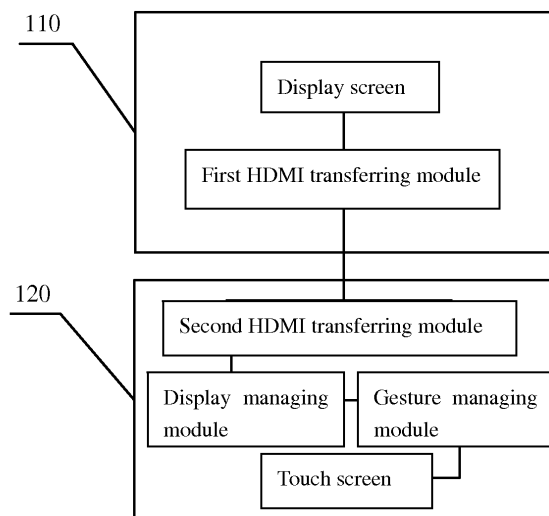 110
Display screen
First HDMI transferring module
120
Second HDMI transferring module
Display managing
module
Gesture managing
module
Touch screen